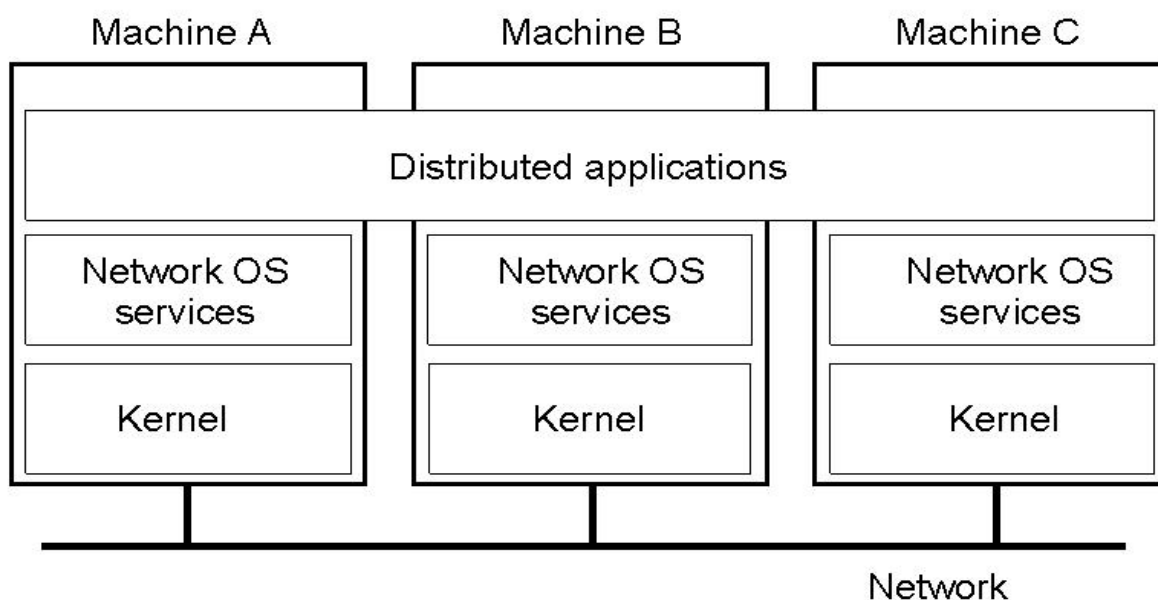 Machine A
Machine B
Machine C
Distributed applications
Network OS
services
Network OS
services
Network OS
services
Kernel
Kernel
Kernel
Network